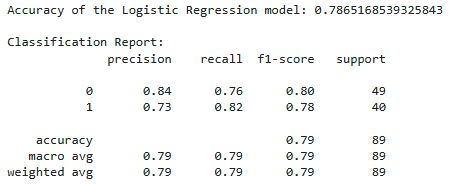 Accuracy of the Logistic Regression model: 0.7865168539325843
Classification Report:
precision recall f1-score support
0 0.84 0.76 0.80 49
1 0.73 0.82 0.78 40
accuracy 0.79 89
macro avg 0.79 0.79 0.79 89
weighted avg 0.79 0.79 0.79 89